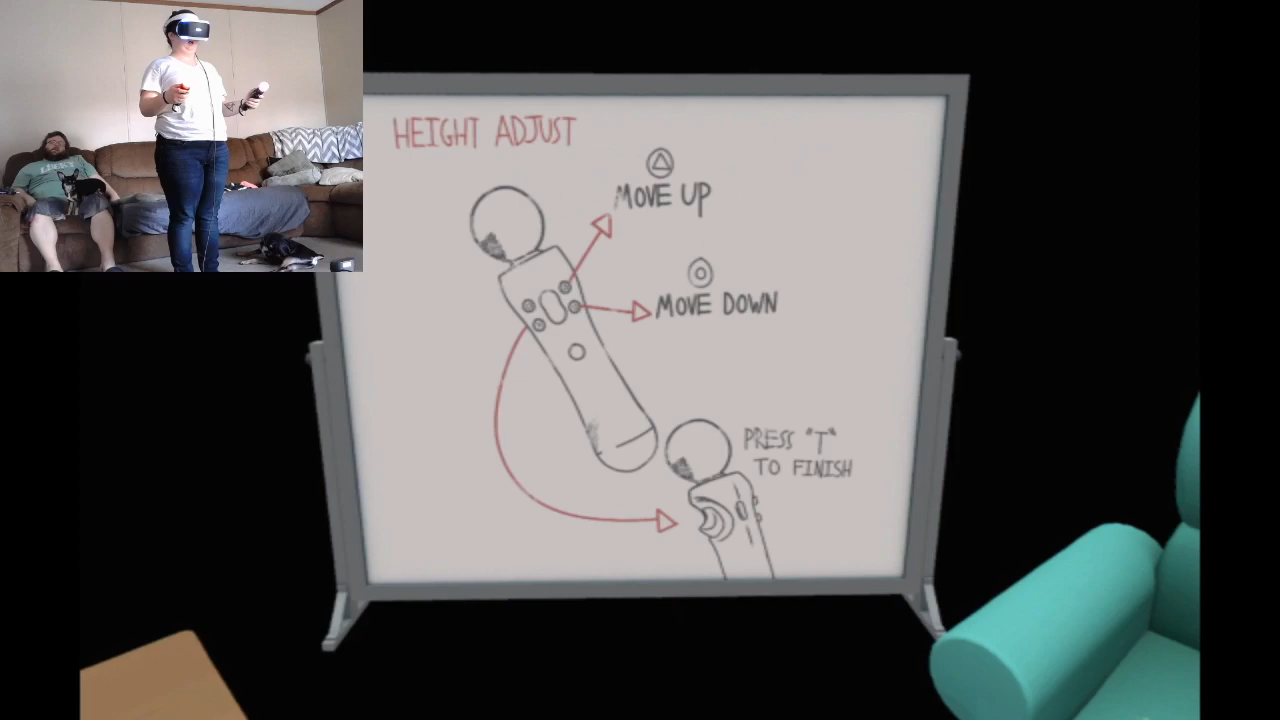 HEIGHT ADJUST
MOVE UP
MOVE DOWN
PRESS "T"
TO FINISH